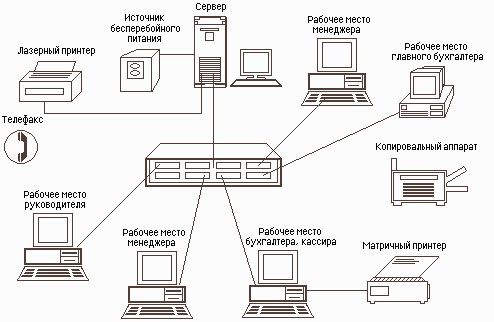 Сервер
Источник
бесперебойного
питания
Рабочее место
менеджера
Рабочее место
главного бухгалтера
Лазерный принтер
Телефакс
Копировальный аппарат
Рабочее место
руководителя
Рабочее место
менеджера
Рабочее место
бухгалтера, кассира
Матричный принтер